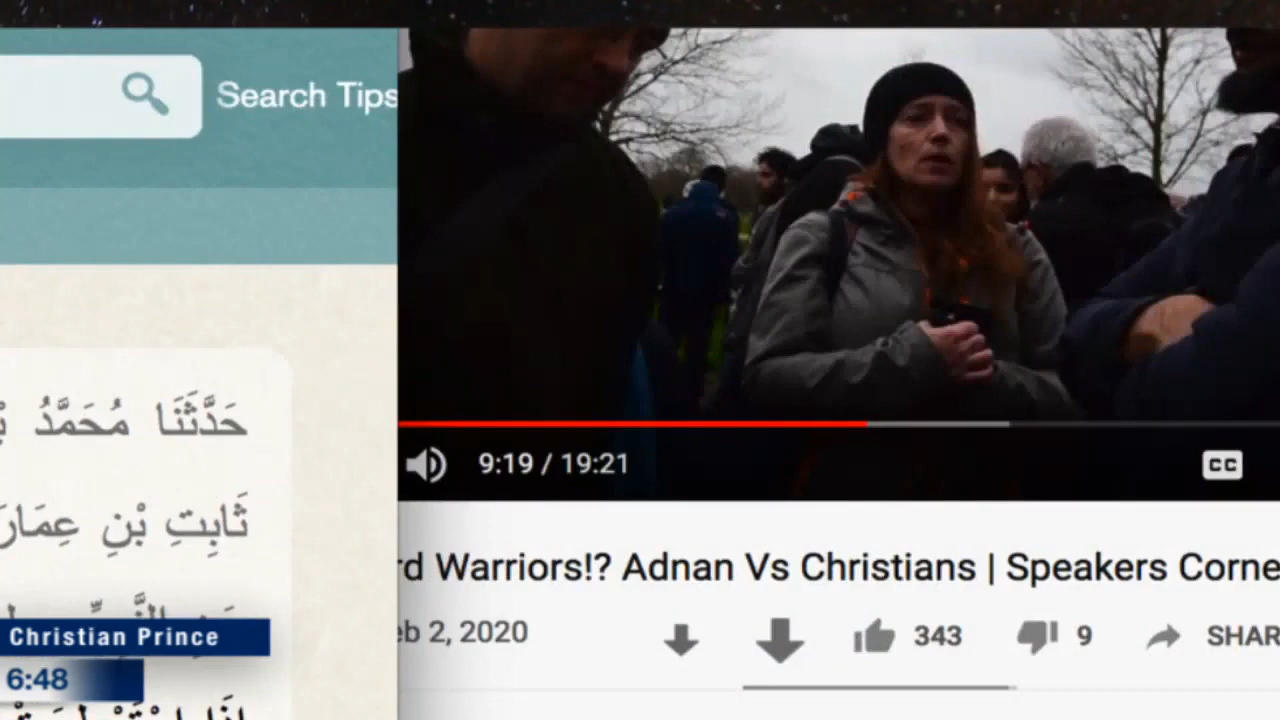 Search Tips
حَدَّثَنَا مُحَمَّدُ
ثَابِتِ بْنِ عِمَارَ
Christian Prince
6:48
9:19 / 19:21
CC
rd Warriors!? Adnan Vs Christians | Speakers Corne
eb 2, 2020
343
9
SHAR